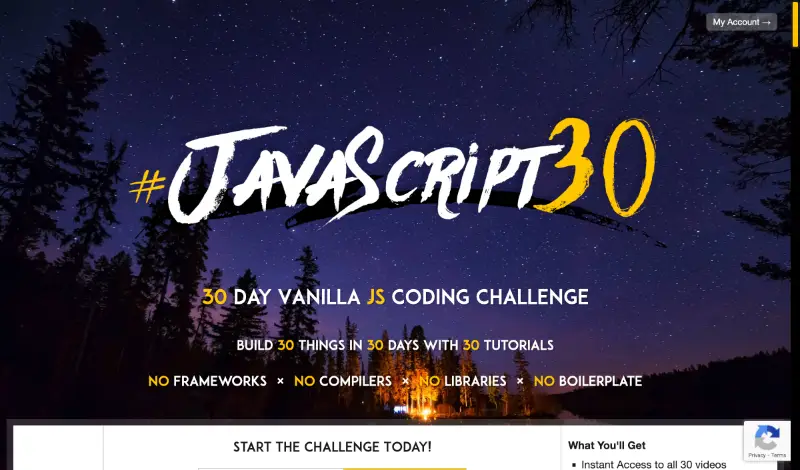 My Account →
#JAVASCRIPT30
30 DAY VANILLA JS CODING CHALLENGE
BUILD 30 THINGS IN 30 DAYS WITH 30 TUTORIALS
NO FRAMEWORKS × NO COMPILERS × NO LIBRARIES × NO BOILERPLATE
START THE CHALLENGE TODAY!
What You'll Get
Instant Access to all 30 videos
Privacy - Terms